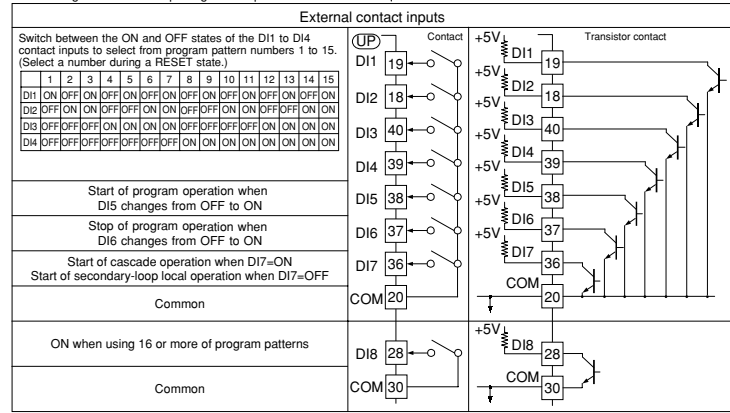 External contact inputs
Switch between the ON and OFF states of the DI1 to DI4
contact inputs to select from program pattern numbers 1 to 15.
(Select a number during a RESET state.)
1 2 3 4 5 6 7 8 9 10 11 12 13 14 15
DI1 ON OFF ON OFF ON OFF ON OFF ON OFF ON OFF ON OFF ON
DI2 OFF ON ON OFF OFF ON ON OFF OFF ON ON OFF OFF ON ON
DI3 OFF OFF OFF ON ON ON ON OFF OFF OFF OFF ON ON ON ON
DI4 OFF OFF OFF OFF OFF OFF OFF ON ON ON ON ON ON ON ON
Start of program operation when
DI5 changes from OFF to ON
Stop of program operation when
DI6 changes from OFF to ON
Start of cascade operation when DI7=ON
Start of secondary-loop local operation when DI7=OFF
Common
ON when using 16 or more of program patterns
Common
UP Contact
DI1 19
DI2 18
DI3 40
DI4 39
DI5 38
DI6 37
DI7 36
COM 20
DI8 28
COM 30
Transistor contact
+5V DI1 19
+5V DI2 18
+5V DI3 40
+5V DI4 39
+5V DI5 38
+5V DI6 37
+5V DI7 36
COM 20
+5V DI8 28
COM 30